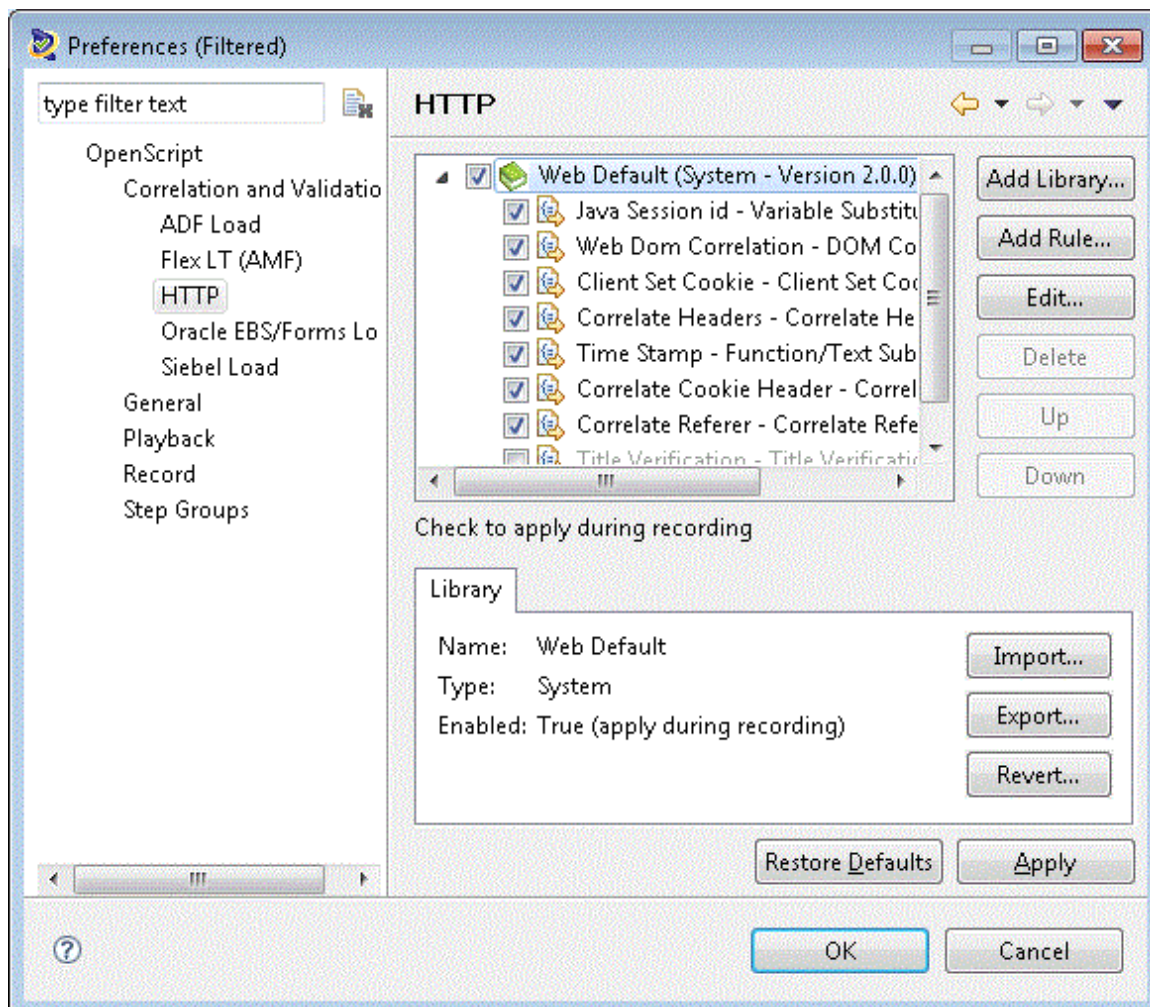 Preferences (Filtered)
type filter text
OpenScript
Correlation and Validatio
ADF Load
Flex LT (AMF)
HTTP
Oracle EBS/Forms Lo
Siebel Load
General
Playback
Record
Step Groups
HTTP
Web Default (System - Version 2.0.0)
Java Session id - Variable Substitu
Web Dom Correlation - DOM Co
Client Set Cookie - Client Set Coo
Correlate Headers - Correlate He
Time Stamp - Function/Text Sub
Correlate Cookie Header - Correl
Correlate Referer - Correlate Refe
Title Verification - Title Verificatio
Add Library...
Add Rule...
Edit...
Delete
Up
Down
Check to apply during recording
Library
Name: Web Default
Type: System
Enabled: True (apply during recording)
Import...
Export...
Revert...
Restore Defaults
Apply
OK
Cancel